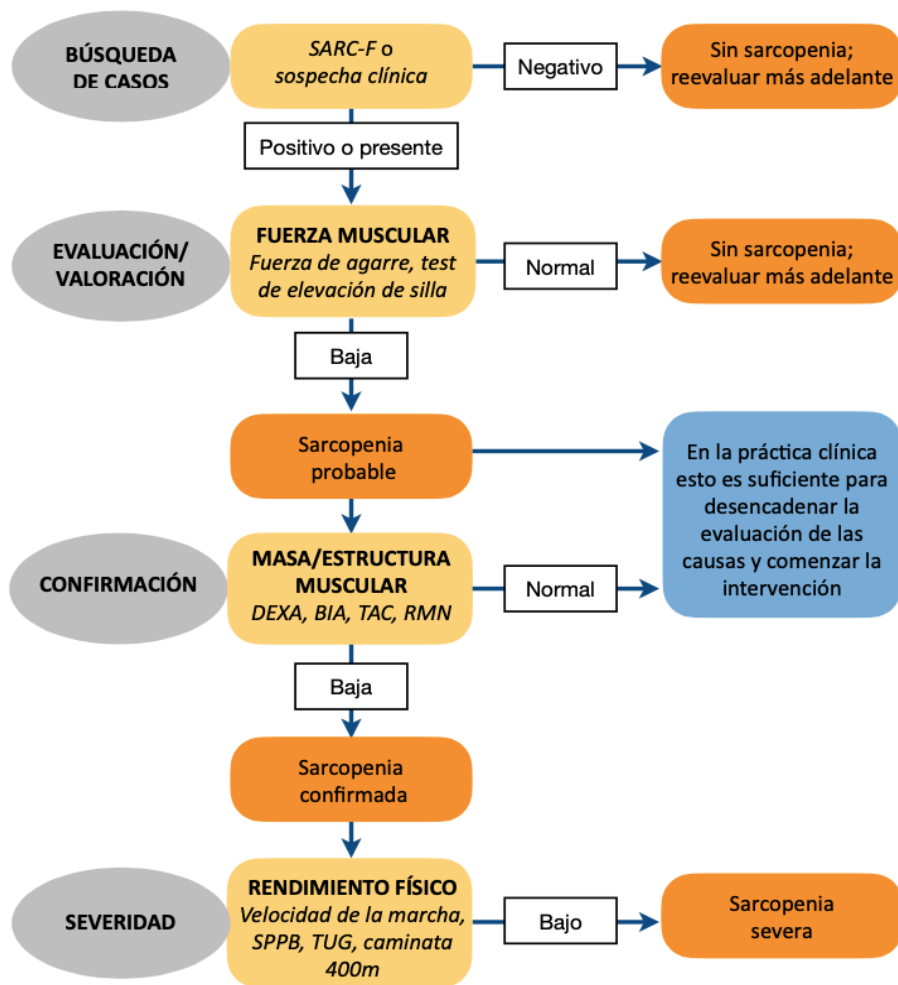 BÚSQUEDA
DE CASOS
SARC-F o
sospecha clínica
Negativo
Sin sarcopenia;
reevaluar más adelante
Positivo o presente
EVALUACIÓN/
VALORACIÓN
FUERZA MUSCULAR
Fuerza de agarre, test
de elevación de silla
Normal
Sin sarcopenia;
reevaluar más adelante
Baja
Sarcopenia
probable
En la práctica clínica
esto es suficiente para
desencadenar la
evaluación de las
causas y comenzar la
intervención
CONFIRMACIÓN
MASA/ESTRUCTURA
MUSCULAR
DEXA, BIA, TAC, RMN
Normal
Baja
Sarcopenia
confirmada
SEVERIDAD
RENDIMIENTO FÍSICO
Velocidad de la marcha,
SPPB, TUG, caminata
400m
Bajo
Sarcopenia
severa